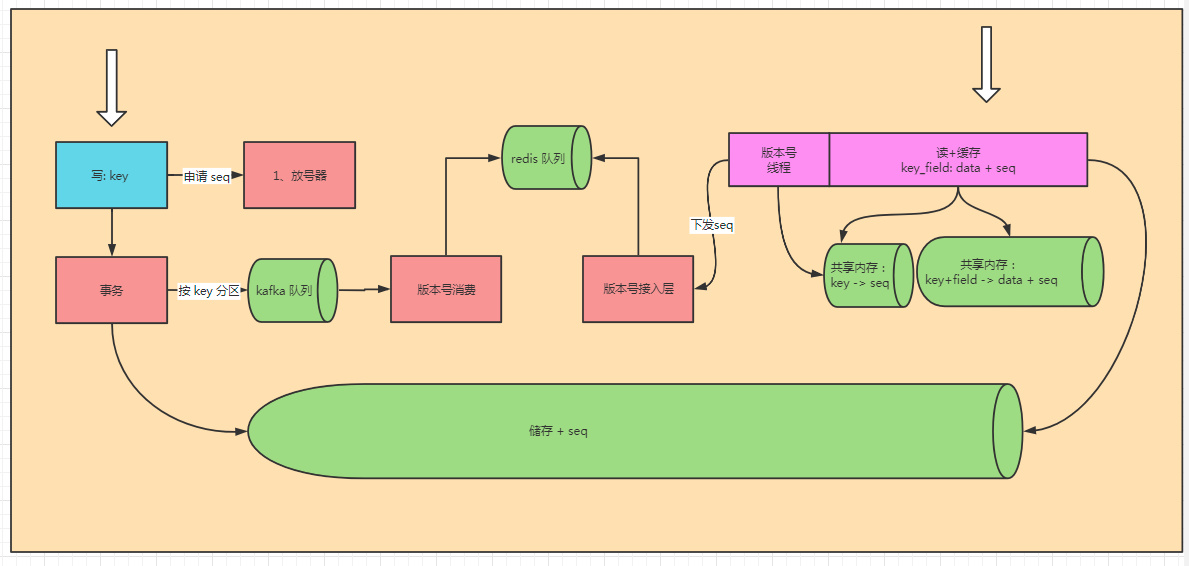 写: key
申请 seq
1、放号器
redis 队列
版本号
线程
读+缓存
key_field: data + seq
下发seq
事务
按 key 分区
kafka 队列
版本号消费
版本号接入层
共享内存：
key -> seq
共享内存：
key+field -> data + seq
储存 + seq